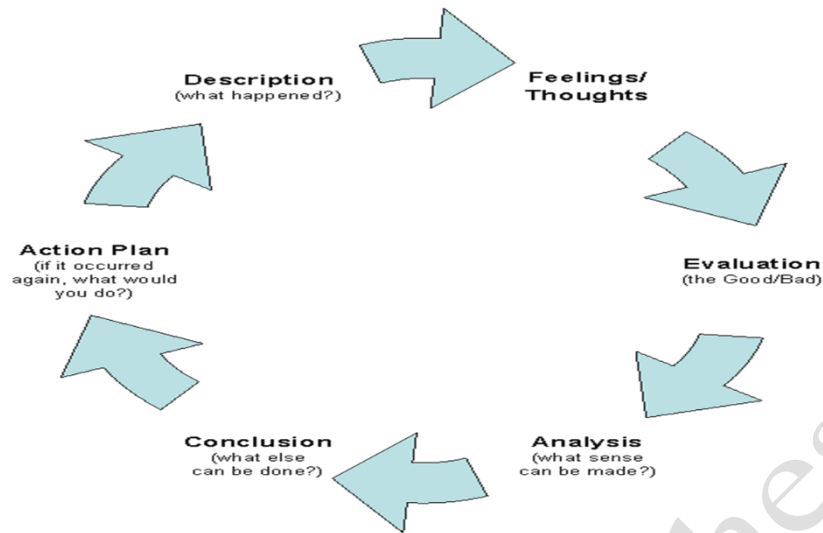 Description
(what happened?)
Feelings/
Thoughts
Evaluation
(the Good/Bad)
Analysis
(what sense
can be made?)
Conclusion
(what else
can be done?)
Action Plan
(if it occurred
again, what would
you do?)